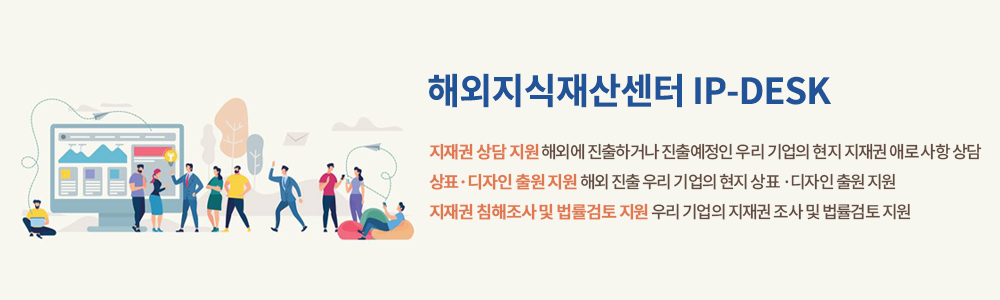 해외지식재산센터 IP-DESK
지재권 상담 지원 해외에 진출하거나 진출예정인 우리 기업의 현지 지재권 애로 사항 상담
상표·디자인 출원 지원 해외 진출 우리 기업의 현지 상표·디자인 출원 지원
지재권 침해조사 및 법률검토 지원 우리 기업의 지재권 조사 및 법률검토 지원